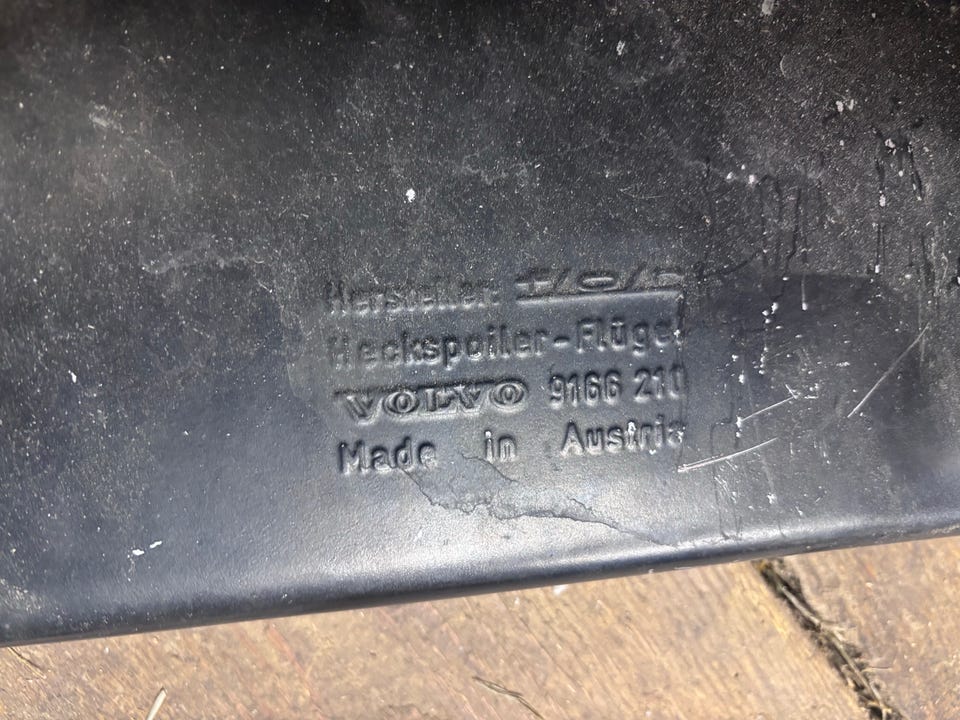 Hersteller:
Heckspoiler-Flügel
VOLVO 9166 210
Made in Austria